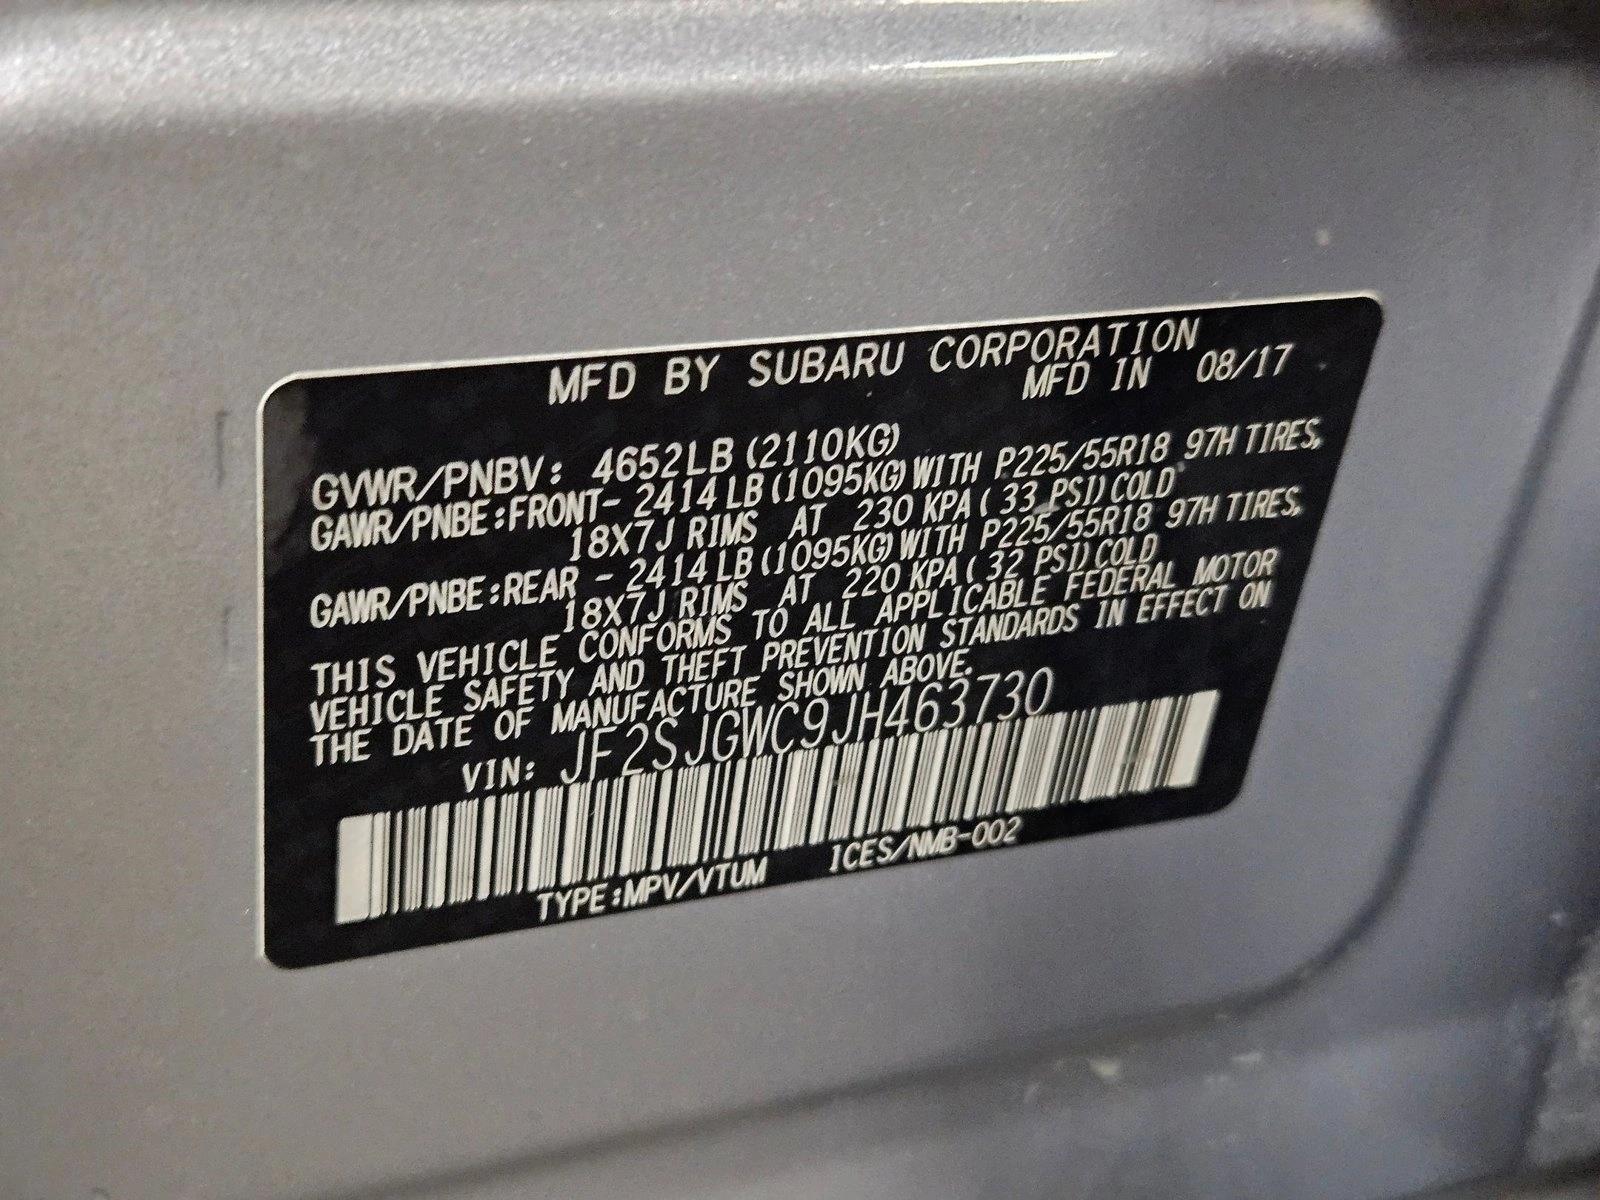 MFD BY SUBARU CORPORATION
MFD IN 08/17
GVWR/PNBV: 4652LB (2110KG)
GAWR/PNBE:FRONT- 2414 LB (1095KG) WITH P225/55R18 97H TIRES,
18X7J RIMS AT 230 KPA ( 33 PSI) COLD
GAWR/PNBE:REAR - 2414 LB (1095KG) WITH P225/55R18 97H TIRES,
18X7J RIMS AT 220 KPA ( 32 PSI) COLD
THIS VEHICLE CONFORMS TO ALL APPLICABLE FEDERAL MOTOR
VEHICLE SAFETY AND THEFT PREVENTION STANDARDS IN EFFECT ON
THE DATE OF MANUFACTURE SHOWN ABOVE.
VIN: JF2SJGWC9JH463730
TYPE:MPV/VTUM ICES/NMB-002